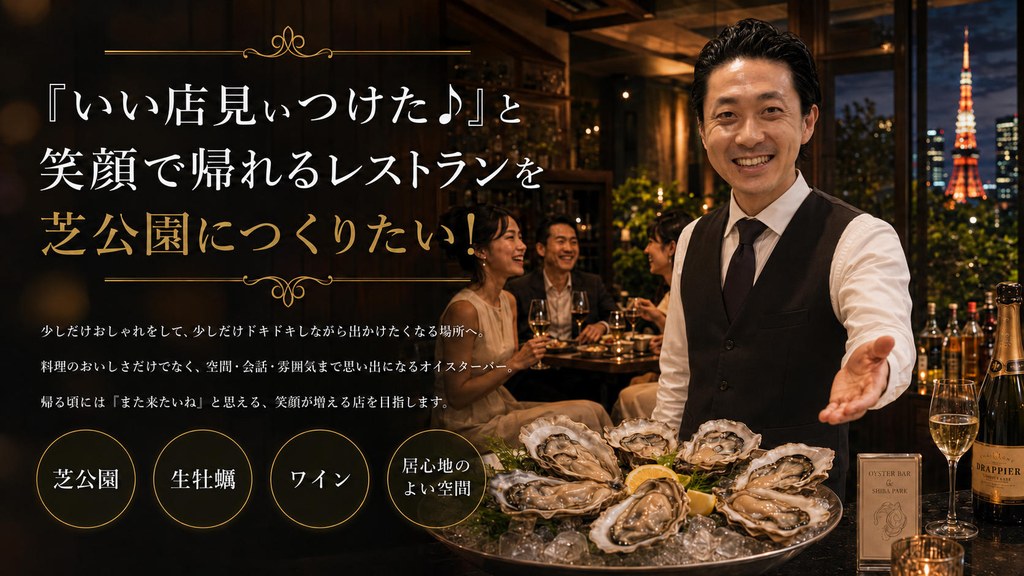 『いい店見ぃつけた♪』と
笑顔で帰れるレストランを
芝公園につくりたい！
少しだけおしゃれをして、少しだけドキドキしながら出かけたくなる場所へ。
料理のおいしさだけでなく、空間・会話・雰囲気まで思い出になるオイスターバー。
帰る頃には『また来たいね』と思える、笑顔が増える店を目指します。
芝公園
生牡蠣
ワイン
居心地の
よい空間
OYSTER BAR
SHIBA PARK
DRAPPIER